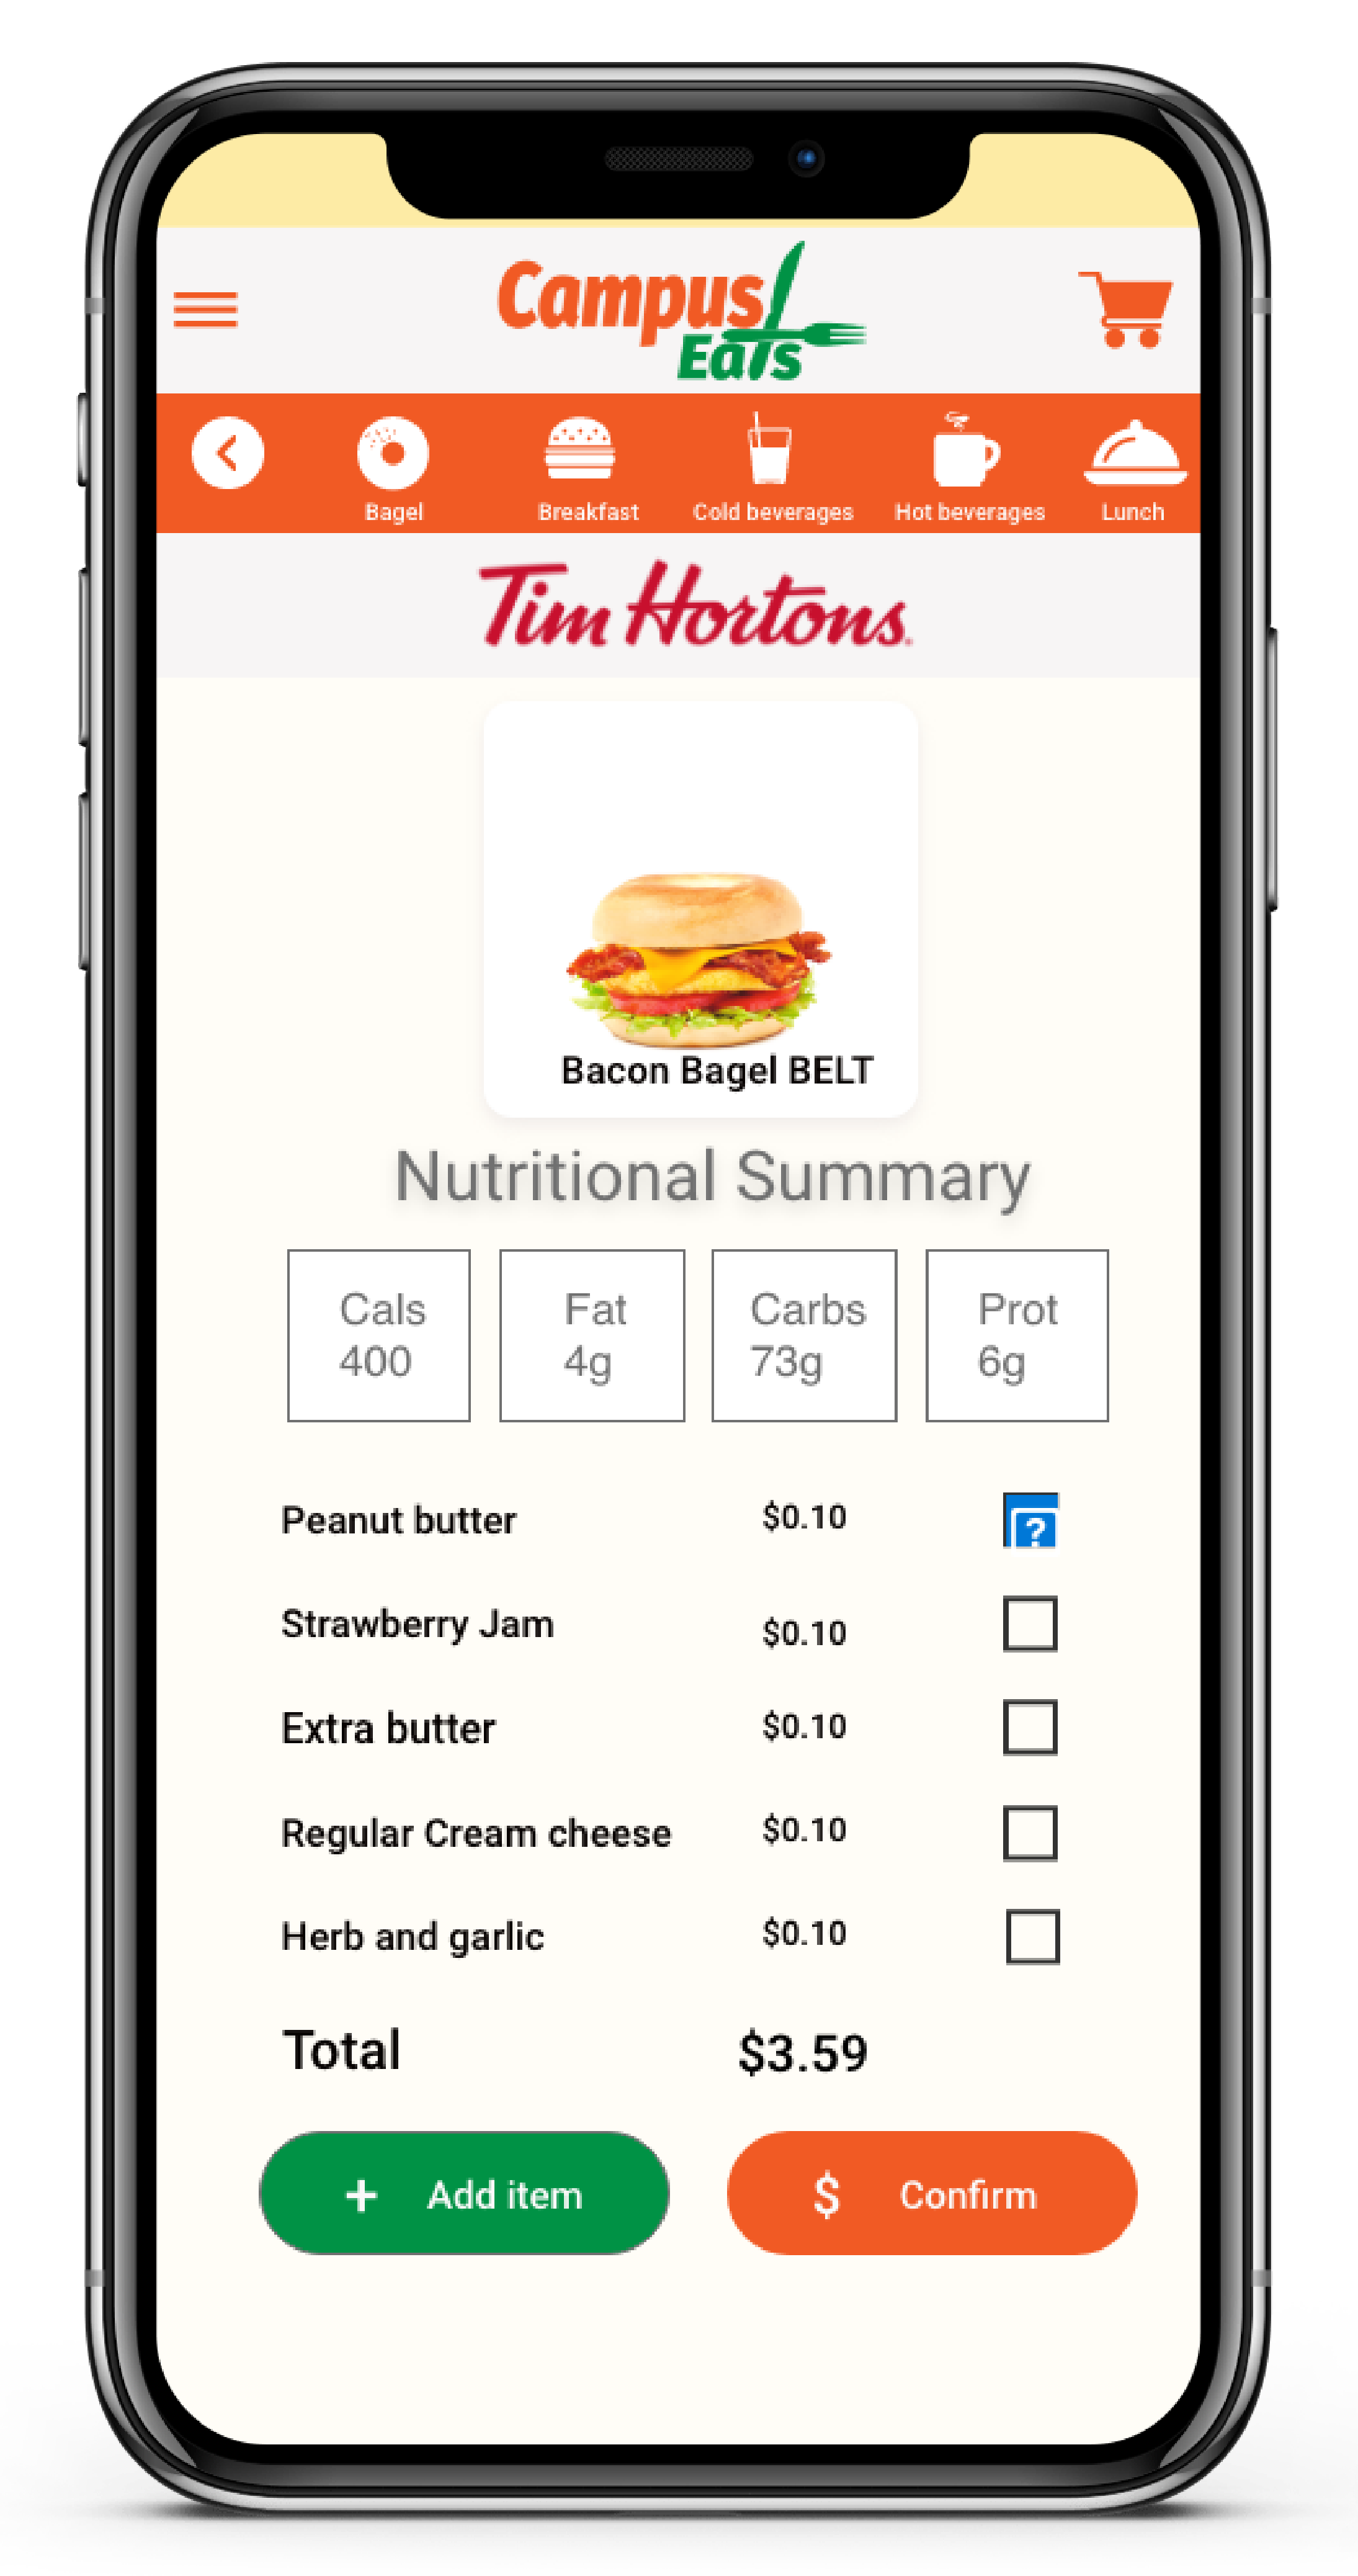 Campus
Eats
Bagel
Breakfast
Cold beverages
Hot beverages
Lunch
Tim Hortons.
Bacon Bagel BELT
Nutritional Summary
Cals
400
Fat
4g
Carbs
73g
Prot
6g
Peanut butter $0.10 ?
Strawberry Jam $0.10
Extra butter $0.10
Regular Cream cheese $0.10
Herb and garlic $0.10
Total $3.59
+ Add item
$ Confirm